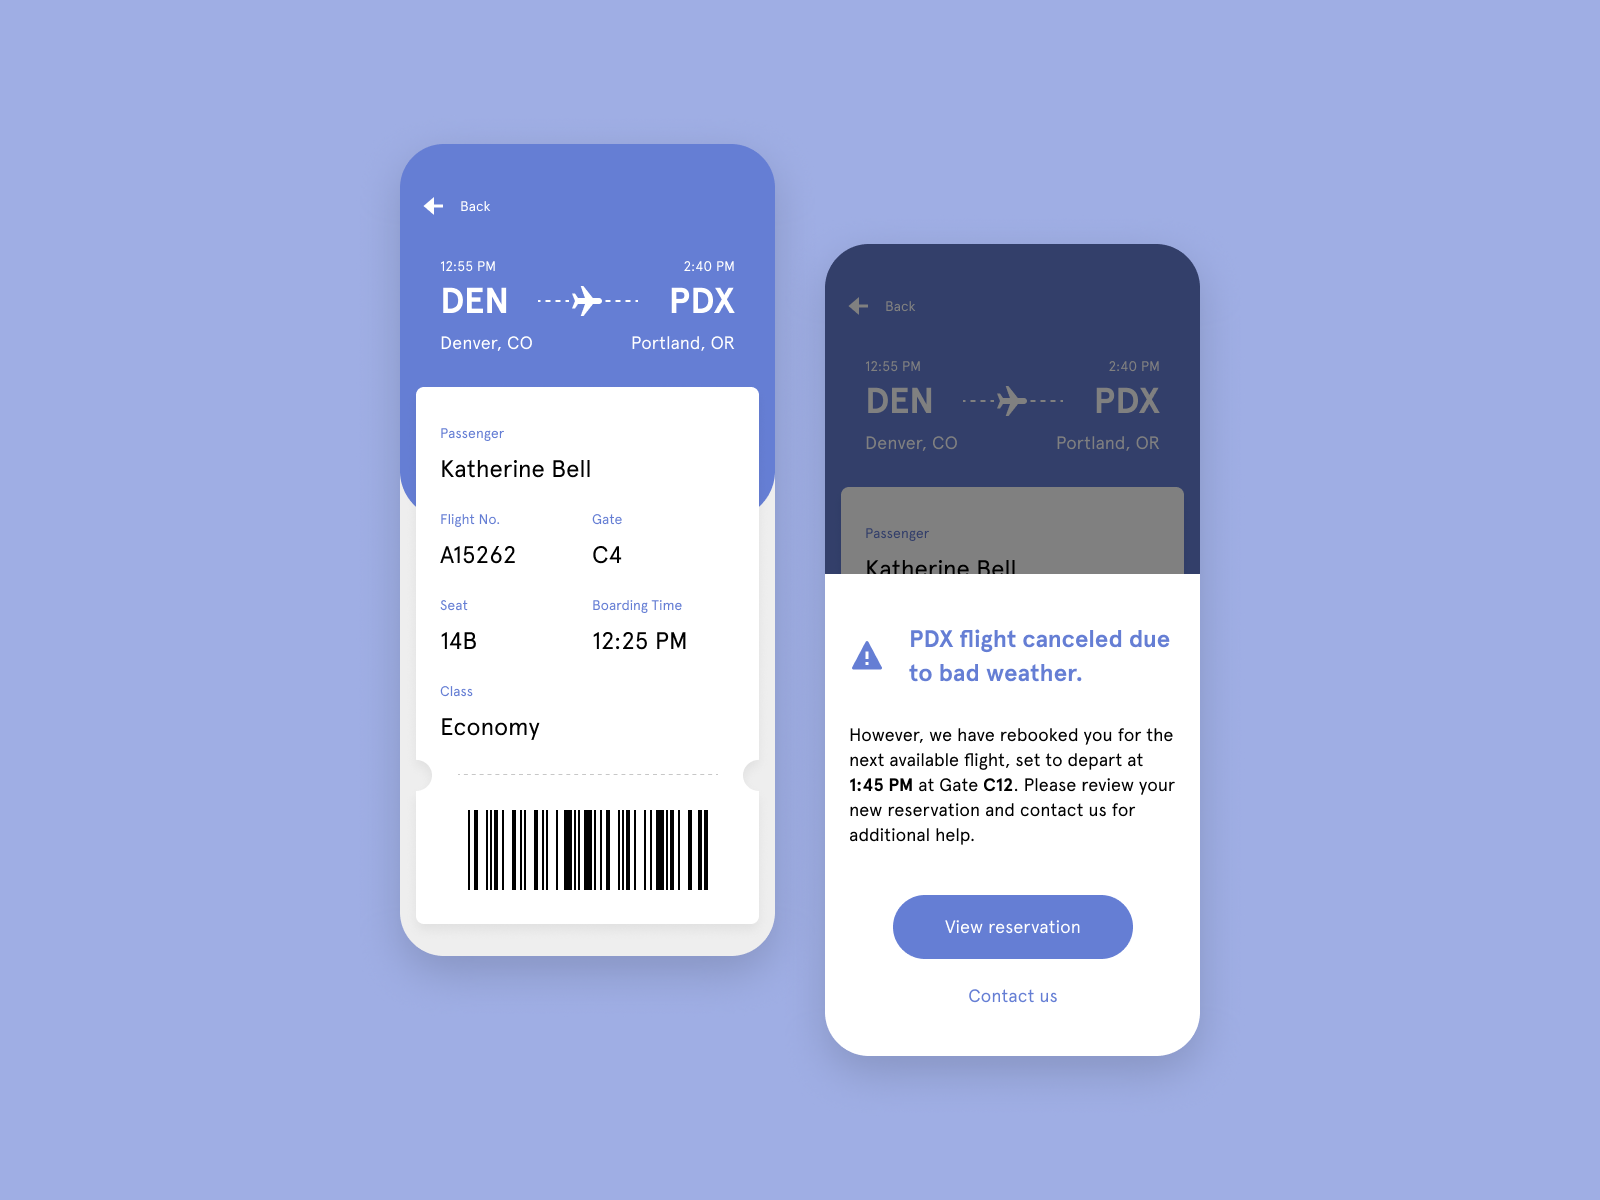 Back
12:55 PM 2:40 PM
DEN PDX
Denver, CO Portland, OR
Passenger
Katherine Bell
Flight No. Gate
A15262 C4
Seat Boarding Time
14B 12:25 PM
Class
Economy
Back
12:55 PM 2:40 PM
DEN PDX
Denver, CO Portland, OR
Passenger
Katherine Bell
PDX flight canceled due
to bad weather.
However, we have rebooked you for the
next available flight, set to depart at
1:45 PM at Gate C12. Please review your
new reservation and contact us for
additional help.
View reservation
Contact us